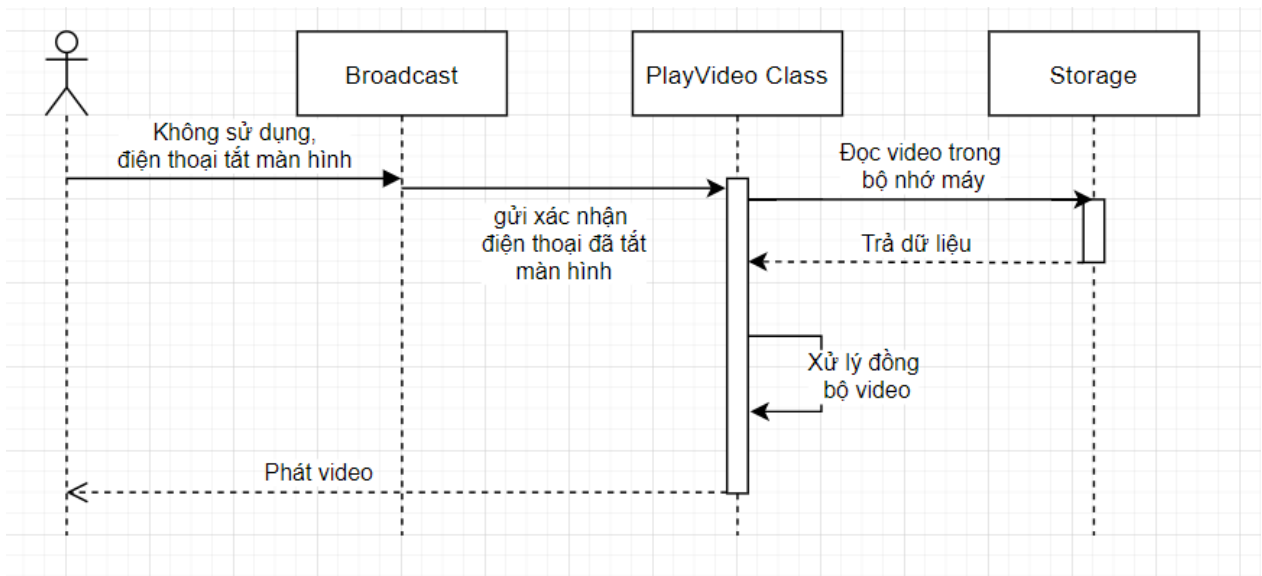 Broadcast
PlayVideo Class
Storage
Không sử dụng,
điện thoại tắt màn hình
Đọc video trong
bộ nhớ máy
gửi xác nhận
điện thoại đã tắt
màn hình
Trả dữ liệu
Xử lý đồng
bộ video
Phát video